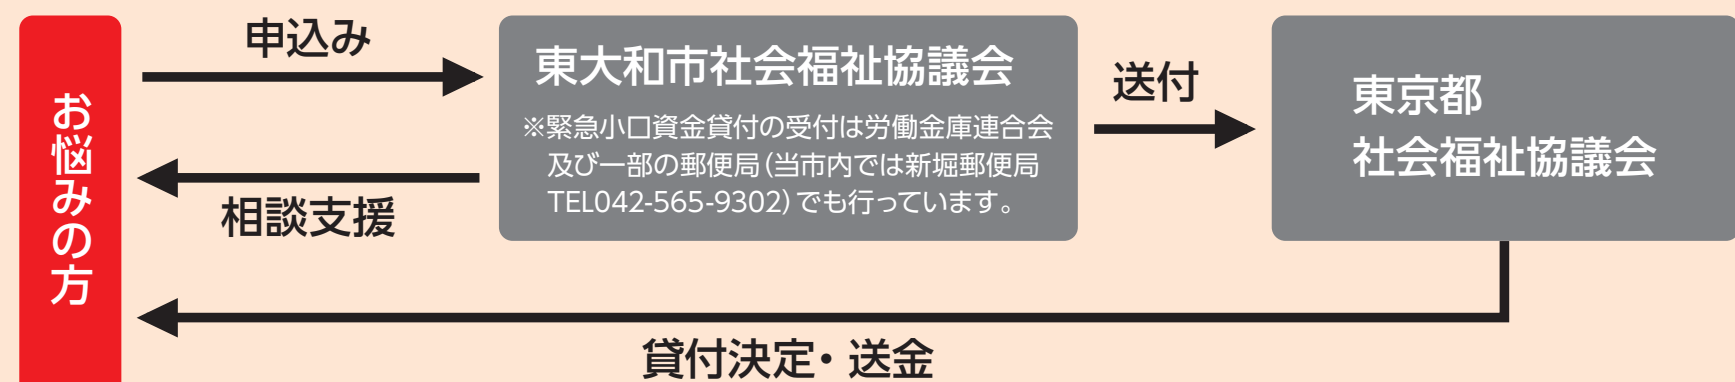 お悩みの方
申込み
相談支援
東大和市社会福祉協議会
※緊急小口資金貸付の受付は労働金庫連合会
及び一部の郵便局(当市内では新堀郵便局
TEL042-565-9302)でも行っています。
送付
東京都
社会福祉協議会
貸付決定・送金